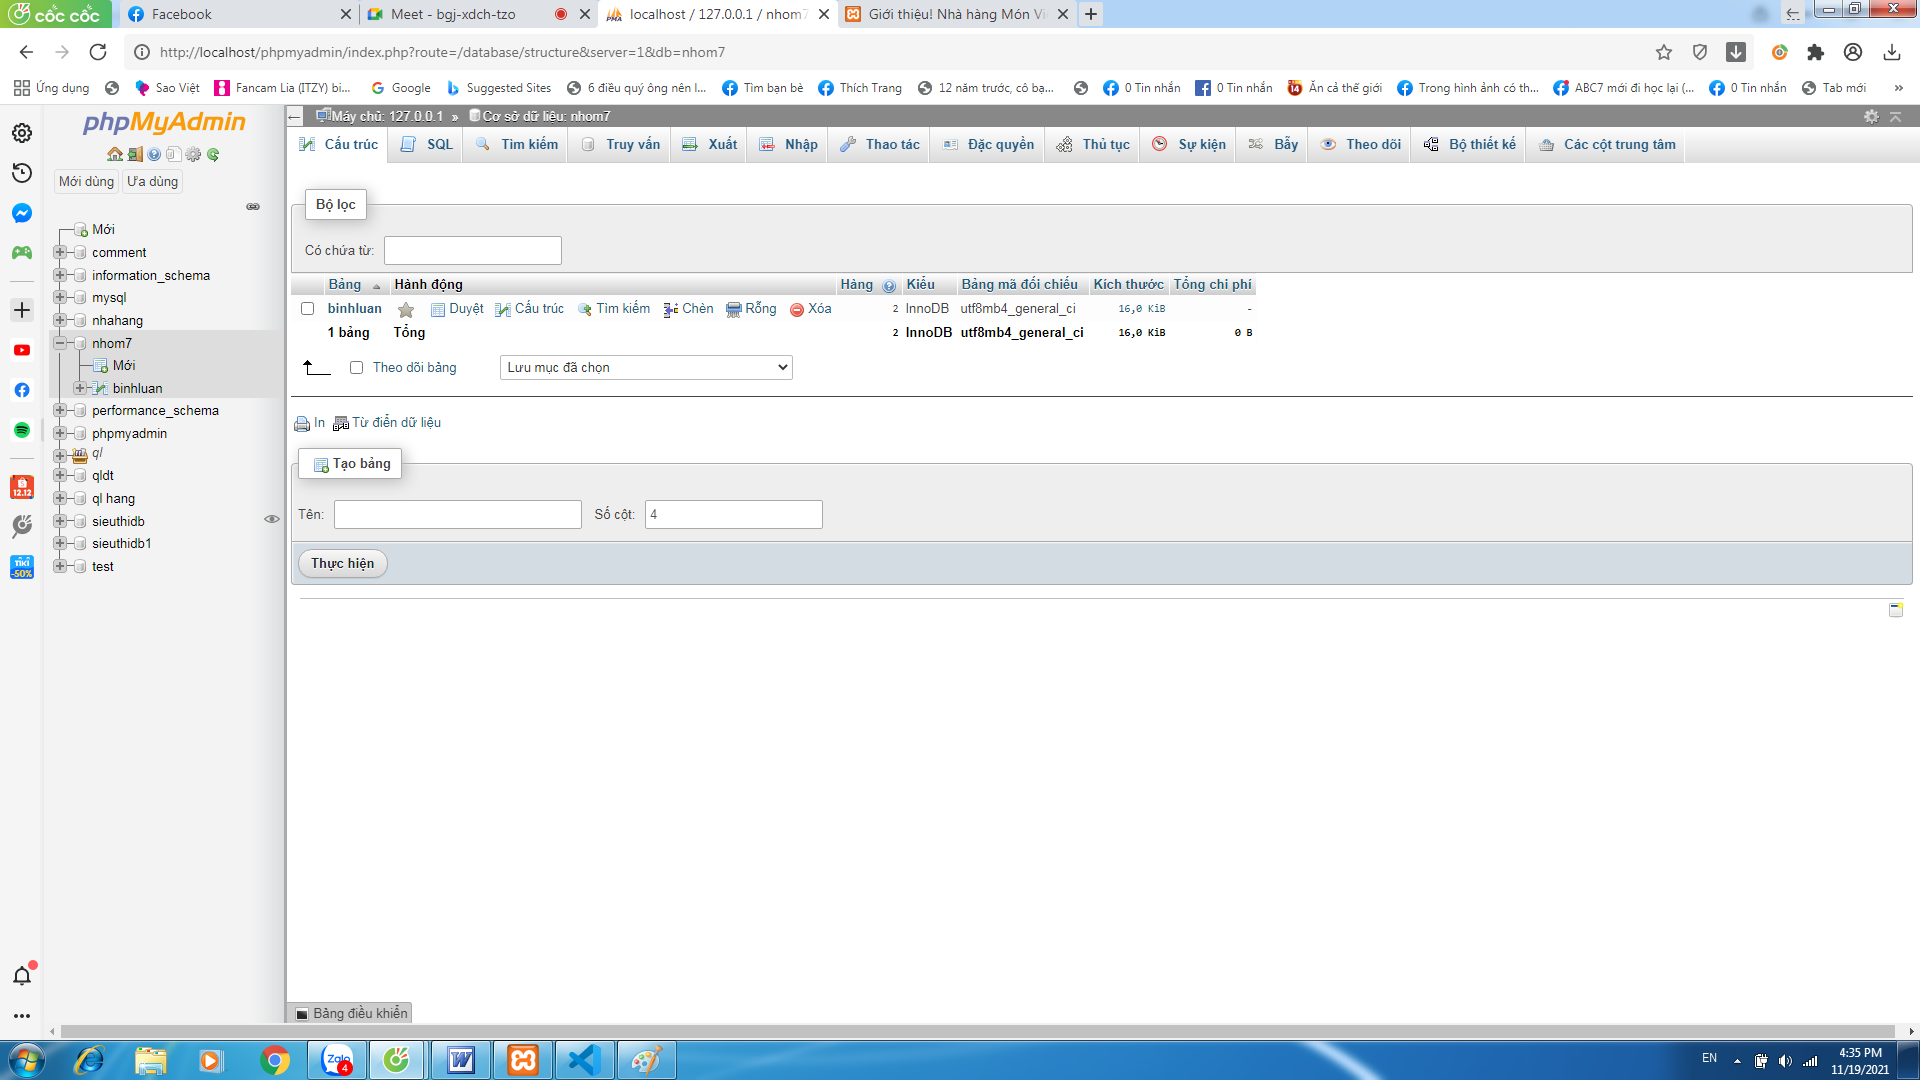 cốc cốc
Facebook
Meet - bgj-xdch-tzo
localhost / 127.0.0.1 / nhom7
Giới thiệu! Nhà hàng Món Vi
http://localhost/phpmyadmin/index.php?route=/database/structure&server=1&db=nhom7
Ứng dụng
Sao Việt
Fancam Lia (ITZY) bi...
Google
Suggested Sites
6 điều quý ông nên l...
Tìm bạn bè
Thích Trang
12 năm trước, cô bạ...
0 Tin nhắn
0 Tin nhắn
Ăn cả thế giới
Trong hình ảnh có th...
ABC7 mới đi học lại (...
0 Tin nhắn
Tab mới
phpMyAdmin
Mới dùng
Ưa dùng
Mới
comment
information_schema
mysql
nhahang
nhom7
Mới
binhluan
performance_schema
phpmyadmin
ql
qldt
ql hang
sieuthidb
sieuthidb1
test
12.12
TIKI
-50%
Máy chủ: 127.0.0.1 » Cơ sở dữ liệu: nhom7
Cấu trúc
SQL
Tìm kiếm
Truy vấn
Xuất
Nhập
Thao tác
Đặc quyền
Thủ tục
Sự kiện
Bẫy
Theo dõi
Bộ thiết kế
Các cột trung tâm
Bộ lọc
Có chứa từ:
Bảng Hành động Hàng Kiểu Bảng mã đối chiếu Kích thước Tổng chi phí
binhluan Duyệt Cấu trúc Tìm kiếm Chèn Rỗng Xóa 2 InnoDB utf8mb4_general_ci 16,0 KiB -
1 bảng Tổng 2 InnoDB utf8mb4_general_ci 16,0 KiB 0 B
Theo dõi bảng
Lưu mục đã chọn
In Từ điển dữ liệu
Tạo bảng
Tên:
Số cột: 4
Thực hiện
Bảng điều khiển
Zalo
4
EN
4:35 PM
11/19/2021